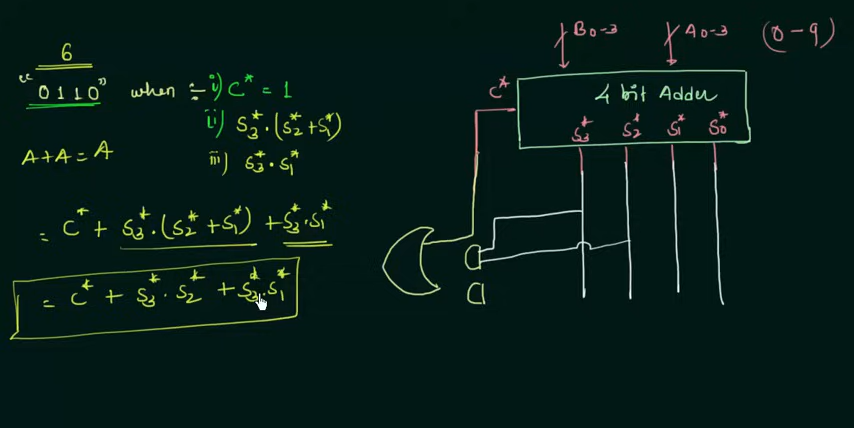 6
"0110" when :- i) C* = 1
ii) S3*.(S2*+S1*)
A+A = A
iii) S3*.S1*
= C* + S3*.(S2*+S1*) + S3*.S1*
= C* + S3*.S2* + S3*.S1*
B0-3 A0-3 (0-9)
C*
4 bit Adder
S3* S2* S1* S0*